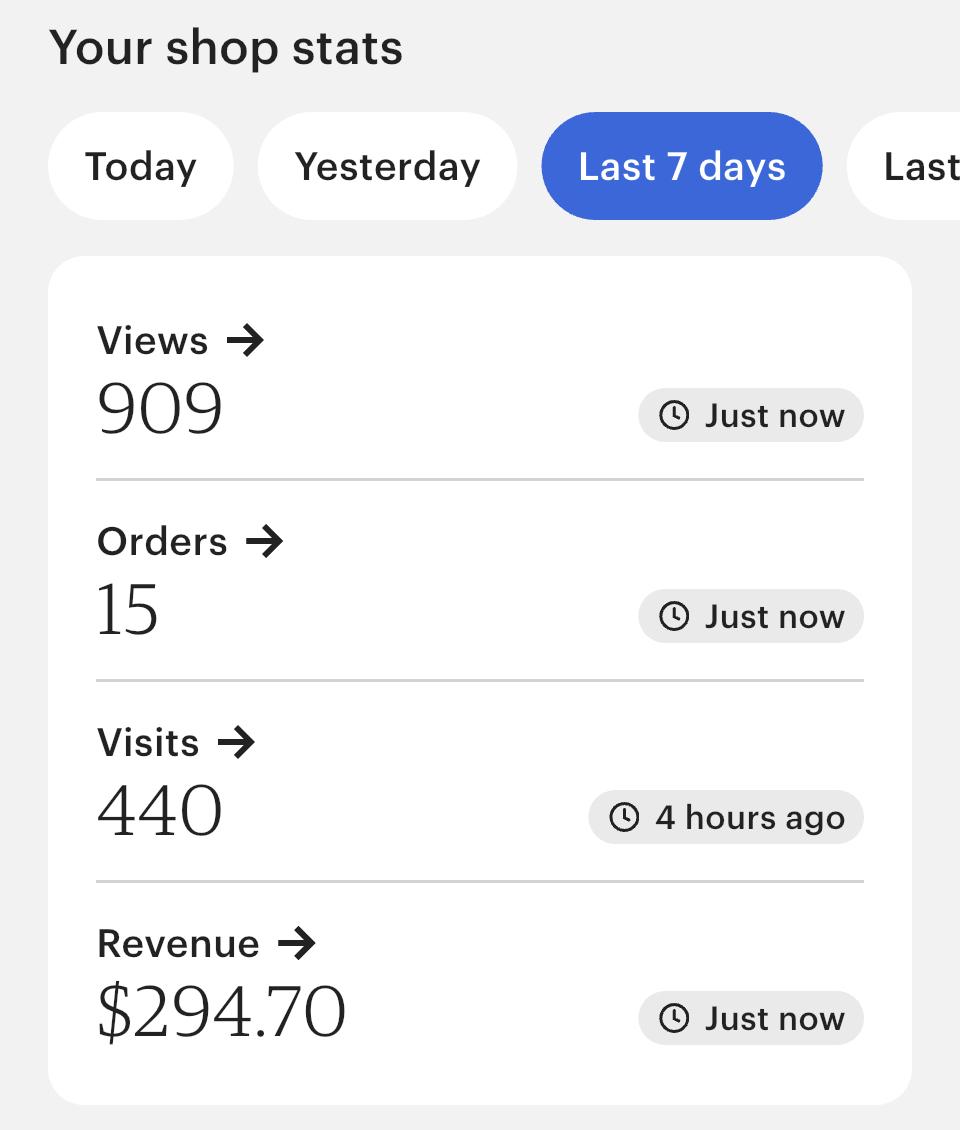 Your shop stats
Today Yesterday Last 7 days Last
Views →
909 Just now
Orders →
15 Just now
Visits →
440 4 hours ago
Revenue →
$294.70 Just now